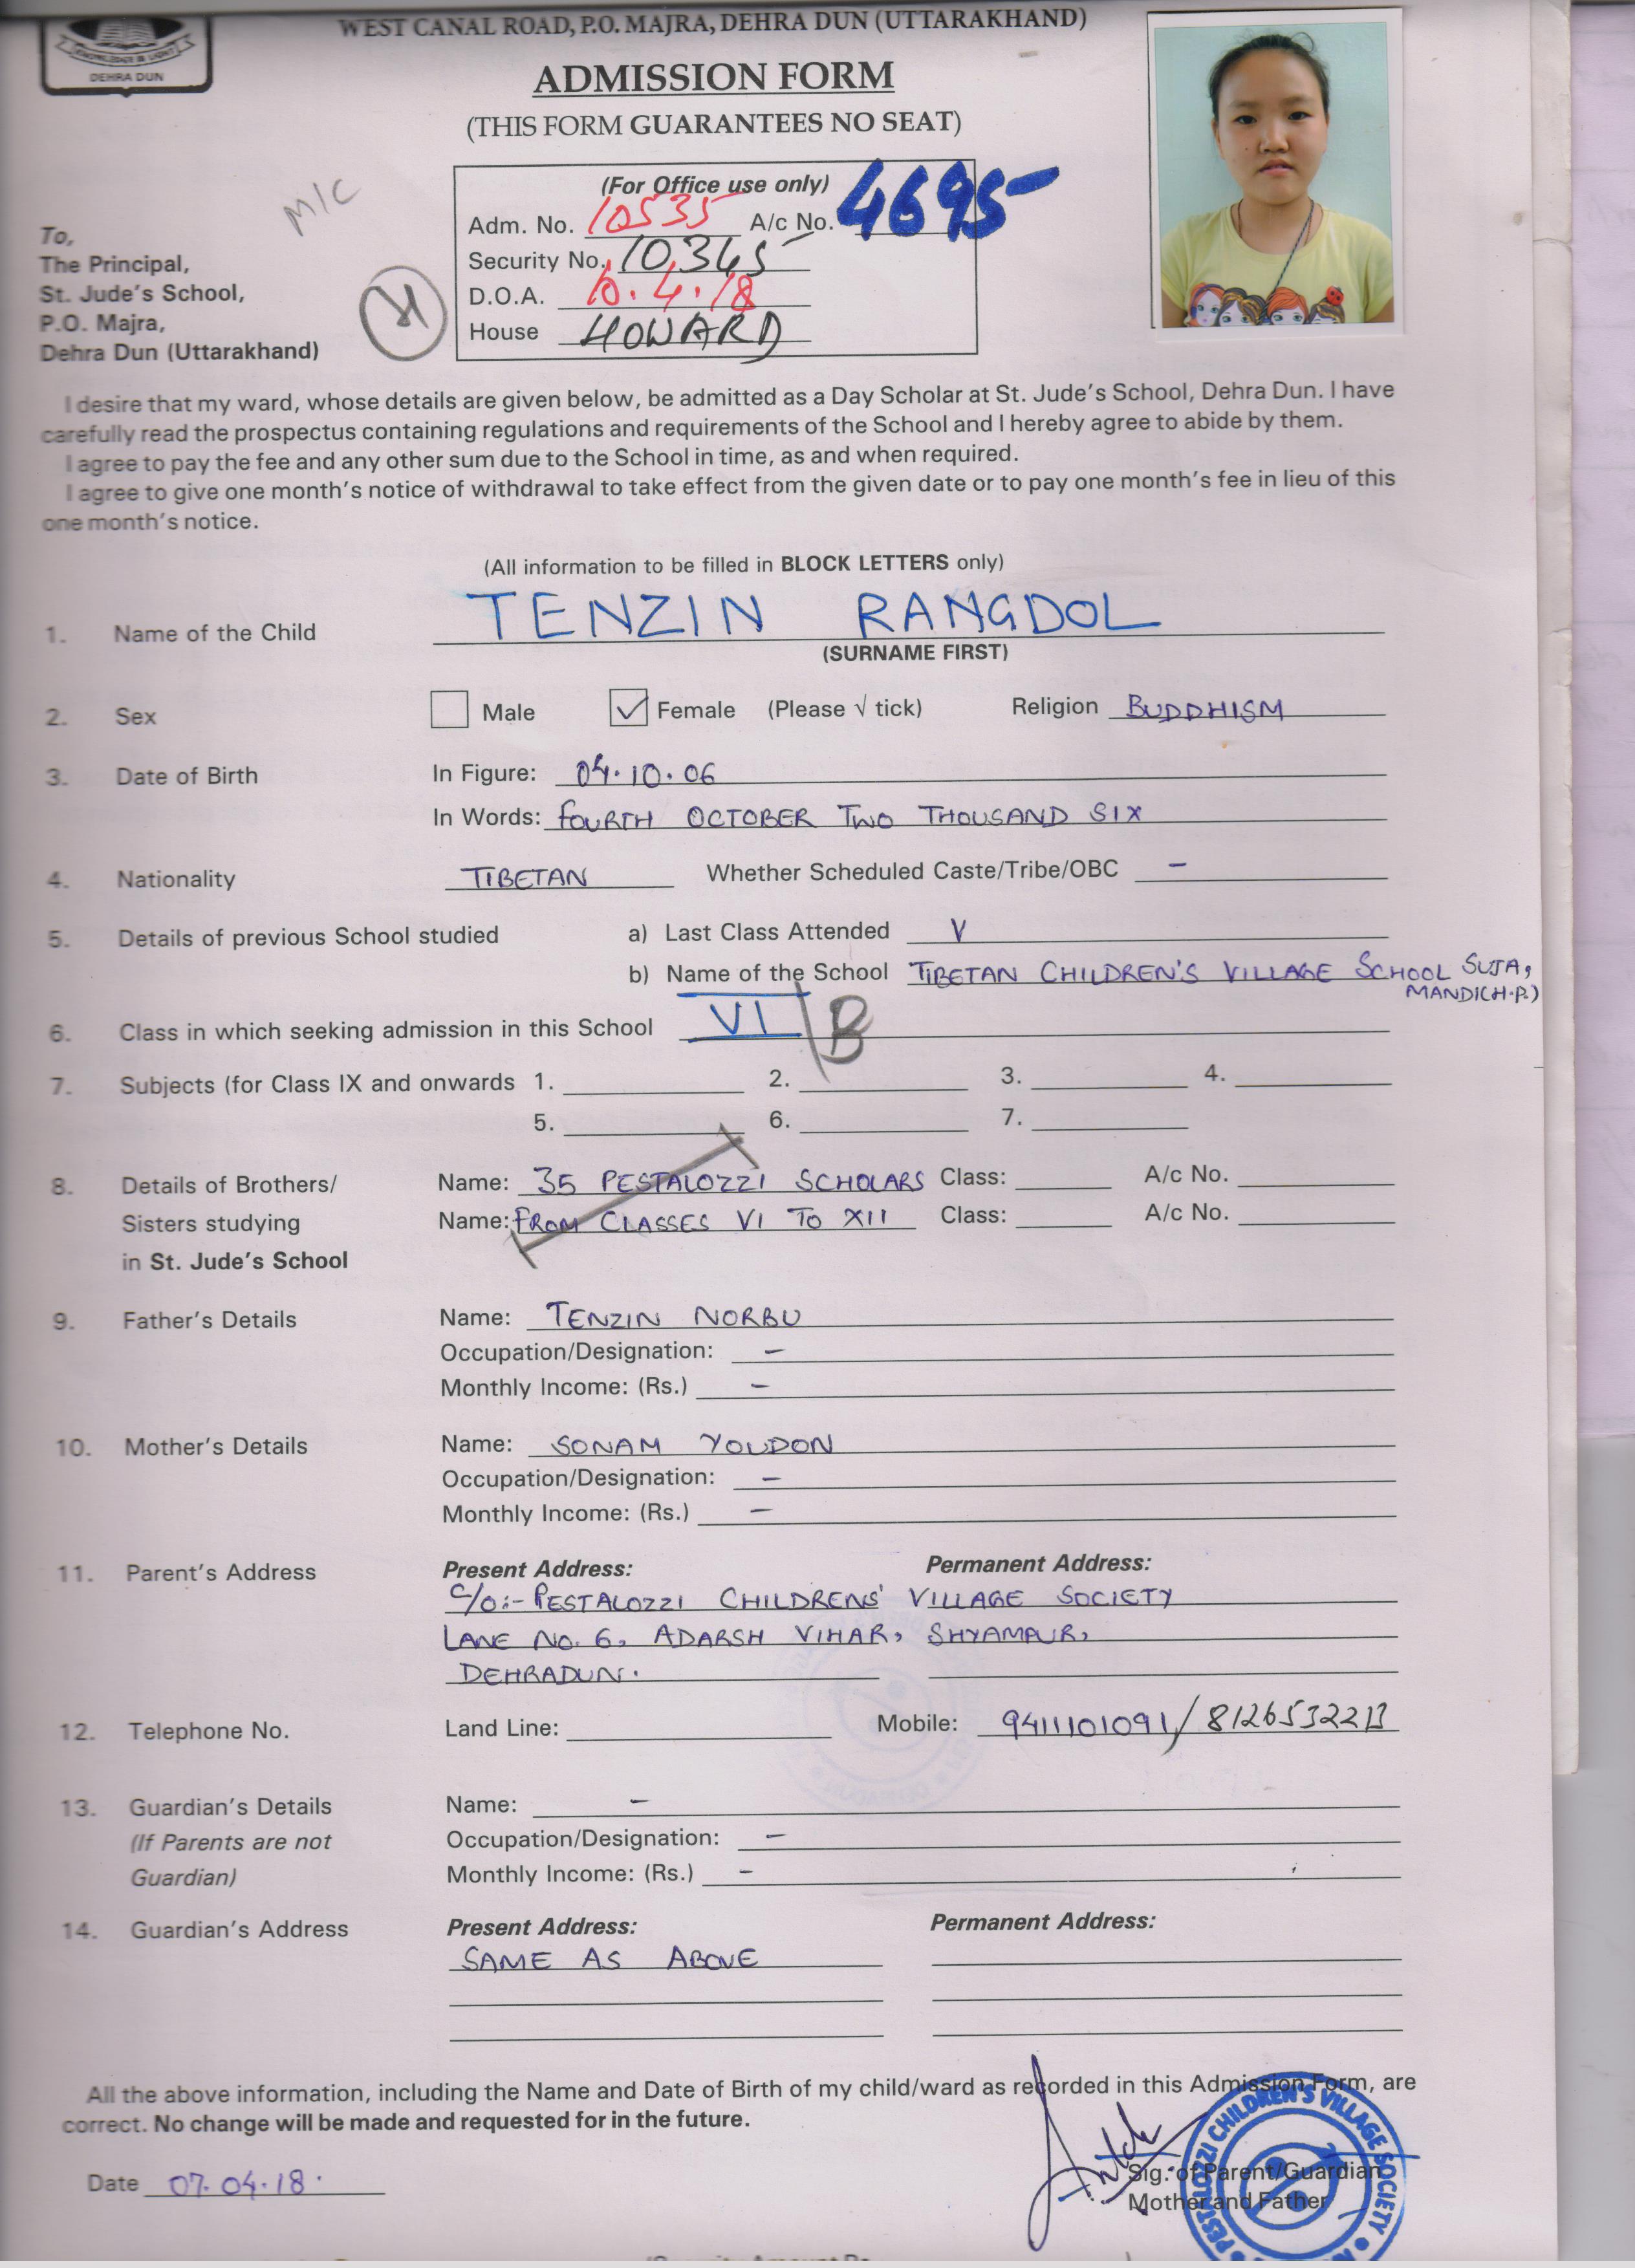 WEST CANAL ROAD, P.O. MAJRA, DEHRA DUN (UTTARAKHAND)
KNOWLEDGE IS LIGHT
DEHRA DUN
ADMISSION FORM
(THIS FORM GUARANTEES NO SEAT)
M/C
(For Office use only)
Adm. No. 10535 A/c No. 4695
Security No. 10345
D.O.A. 10.4.18
House HOWARD
To,
The Principal,
St. Jude's School,
P.O. Majra,
Dehra Dun (Uttarakhand)
I desire that my ward, whose details are given below, be admitted as a Day Scholar at St. Jude's School, Dehra Dun. I have
carefully read the prospectus containing regulations and requirements of the School and I hereby agree to abide by them.
I agree to pay the fee and any other sum due to the School in time, as and when required.
I agree to give one month's notice of withdrawal to take effect from the given date or to pay one month's fee in lieu of this
one month's notice.
(All information to be filled in BLOCK LETTERS only)
1. Name of the Child TENZIN RANGDOL
(SURNAME FIRST)
2. Sex Male ✓ Female (Please √ tick) Religion BUDDHISM
3. Date of Birth In Figure: 04.10.06
In Words: FOURTH OCTOBER TWO THOUSAND SIX
4. Nationality TIBETAN Whether Scheduled Caste/Tribe/OBC –
5. Details of previous School studied a) Last Class Attended V
b) Name of the School TIBETAN CHILDREN'S VILLAGE SCHOOL SUJA,
MANDI(H.P.)
6. Class in which seeking admission in this School VI B
7. Subjects (for Class IX and onwards 1. 2. 3. 4.
5. 6. 7.
8. Details of Brothers/ Name: 35 PESTALOZZI SCHOLARS Class: A/c No.
Sisters studying Name: FROM CLASSES VI TO XII Class: A/c No.
in St. Jude's School
9. Father's Details Name: TENZIN NORBU
Occupation/Designation: –
Monthly Income: (Rs.) –
10. Mother's Details Name: SONAM YOUDON
Occupation/Designation: –
Monthly Income: (Rs.) –
11. Parent's Address Present Address: Permanent Address:
C/O:- PESTALOZZI CHILDRENS' VILLAGE SOCIETY
LANE NO. 6, ADARSH VIHAR, SHYAMPUR,
DEHRADUN.
12. Telephone No. Land Line: Mobile: 9411101091/
13. Guardian's Details Name: –
(If Parents are not Occupation/Designation: –
Guardian) Monthly Income: (Rs.) –
14. Guardian's Address Present Address: Permanent Address:
SAME AS ABOVE
All the above information, including the Name and Date of Birth of my child/ward as recorded in this Admission Form, are
correct. No change will be made and requested for in the future.
Date 07.04.18.
Sig. of Parent/Guardian
Mother and Father
PESTALOZZI CHILDREN'S VILLAGE SOCIETY